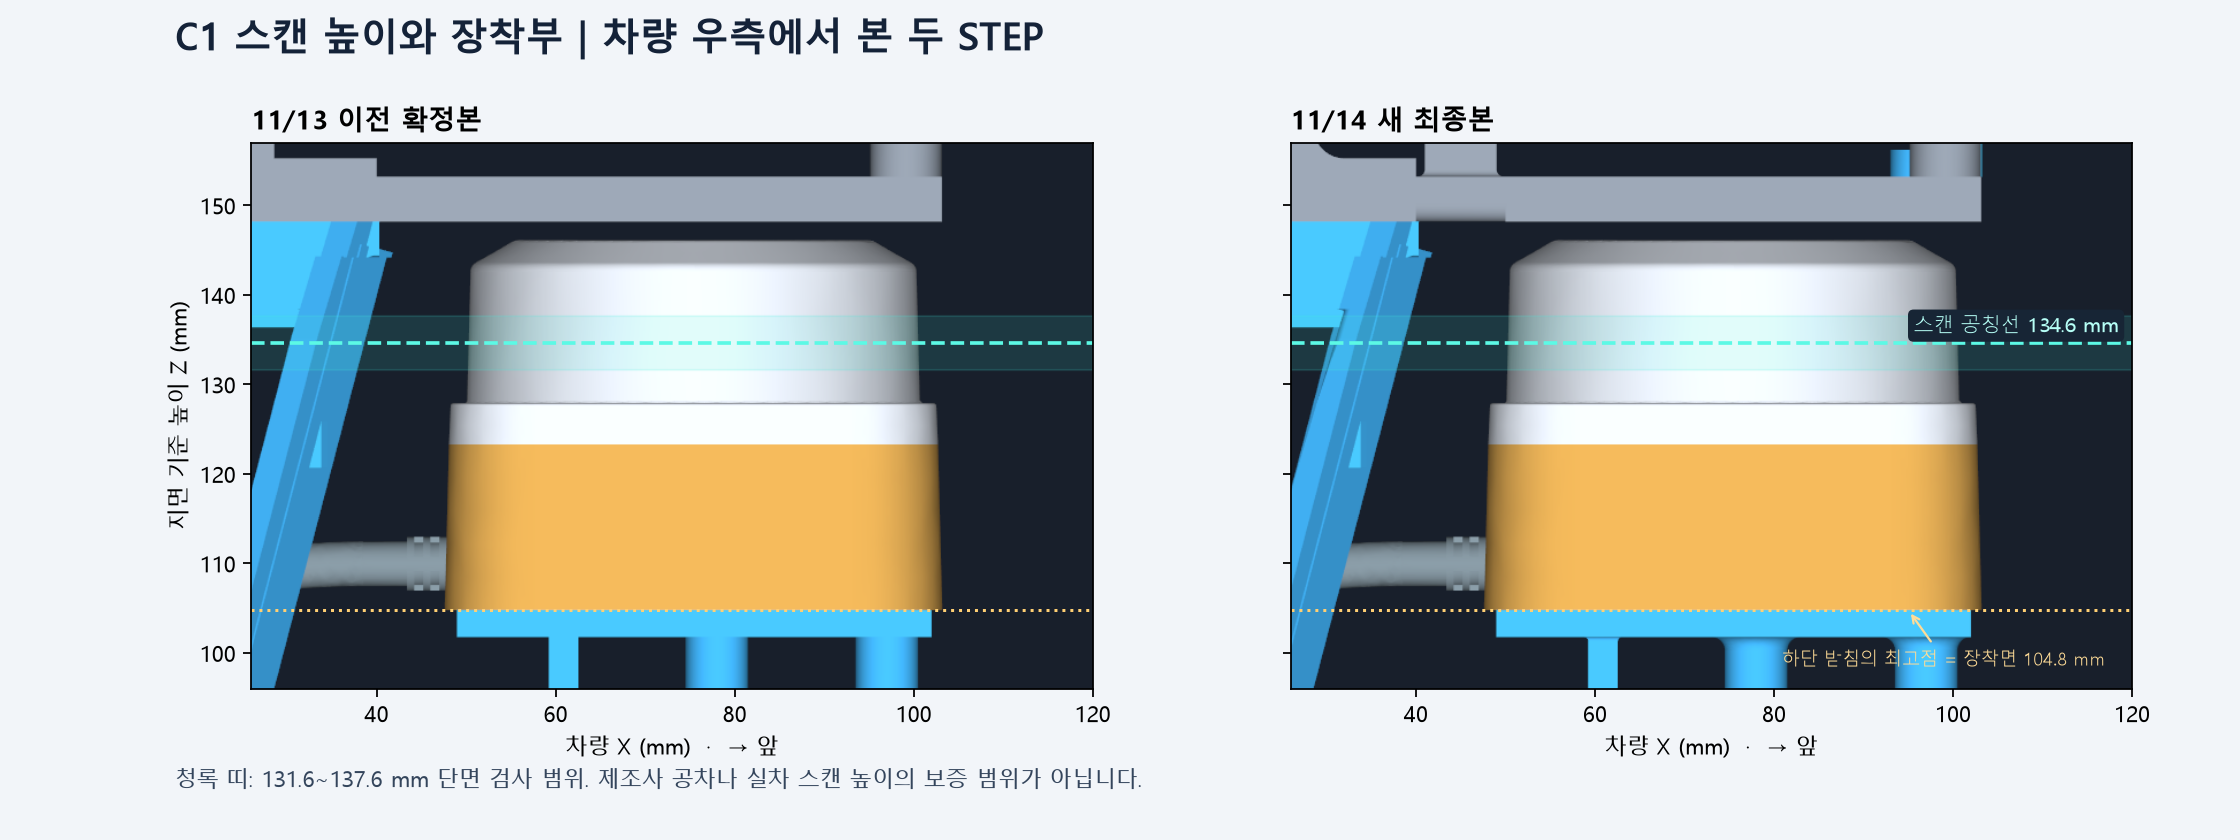 C1 스캔 높이와 장착부 | 차량 우측에서 본 두 STEP
11/13 이전 확정본
지면 기준 높이 Z (mm)
150
140
130
120
110
100
40
60
80
100
120
차량 X (mm) · → 앞
11/14 새 최종본
스캔 공칭선 134.6 mm
하단 받침의 최고점 = 장착면 104.8 mm
40
60
80
100
120
차량 X (mm) · → 앞
청록 띠: 131.6~137.6 mm 단면 검사 범위. 제조사 공차나 실차 스캔 높이의 보증 범위가 아닙니다.